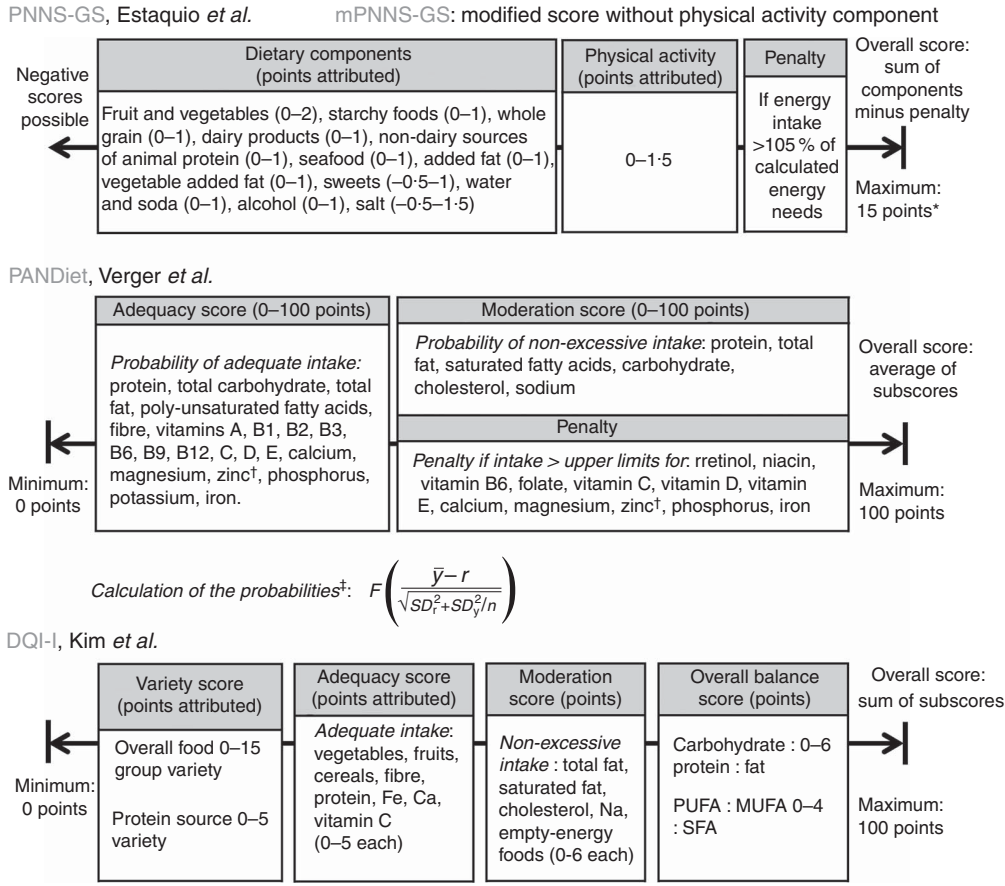 PNNS-GS, Estaquio et al.
mPNNS-GS: modified score without physical activity component
Negative
scores
possible
Dietary components
(points attributed)
Fruit and vegetables (0–2), starchy foods (0–1), whole
grain (0–1), dairy products (0–1), non-dairy sources
of animal protein (0–1), seafood (0–1), added fat (0–1),
vegetable added fat (0–1), sweets (–0·5–1), water
and soda (0–1), alcohol (0–1), salt (–0·5–1·5)
Physical activity
(points attributed)
0–1·5
Penalty
If energy
intake
>105 % of
calculated
energy
needs
Overall score:
sum of
components
minus penalty
Maximum:
15 points*
PANDiet, Verger et al.
Minimum:
0 points
Adequacy score (0–100 points)
Probability of adequate intake:
protein, total carbohydrate, total
fat, poly-unsaturated fatty acids,
fibre, vitamins A, B1, B2, B3,
B6, B9, B12, C, D, E, calcium,
magnesium, zinc†, phosphorus,
potassium, iron.
Moderation score (0–100 points)
Probability of non-excessive intake: protein, total
fat, saturated fatty acids, carbohydrate,
cholesterol, sodium
Penalty
Penalty if intake > upper limits for: rretinol, niacin,
vitamin B6, folate, vitamin C, vitamin D, vitamin
E, calcium, magnesium, zinc†, phosphorus, iron
Overall score:
average of
subscores
Maximum:
100 points
Calculation of the probabilities‡: F( (ȳ – r) / √(SD²r + SD²y/n) )
DQI-I, Kim et al.
Minimum:
0 points
Variety score
(points attributed)
Overall food 0–15
group variety
Protein source 0–5
variety
Adequacy score
(points attributed)
Adequate intake:
vegetables, fruits,
cereals, fibre,
protein, Fe, Ca,
vitamin C
(0–5 each)
Moderation
score (points)
Non-excessive
intake : total fat,
saturated fat,
cholesterol, Na,
empty-energy
foods (0-6 each)
Overall balance
score (points)
Carbohydrate : 0–6
protein : fat
PUFA : MUFA 0–4
: SFA
Overall score:
sum of subscores
Maximum:
100 points